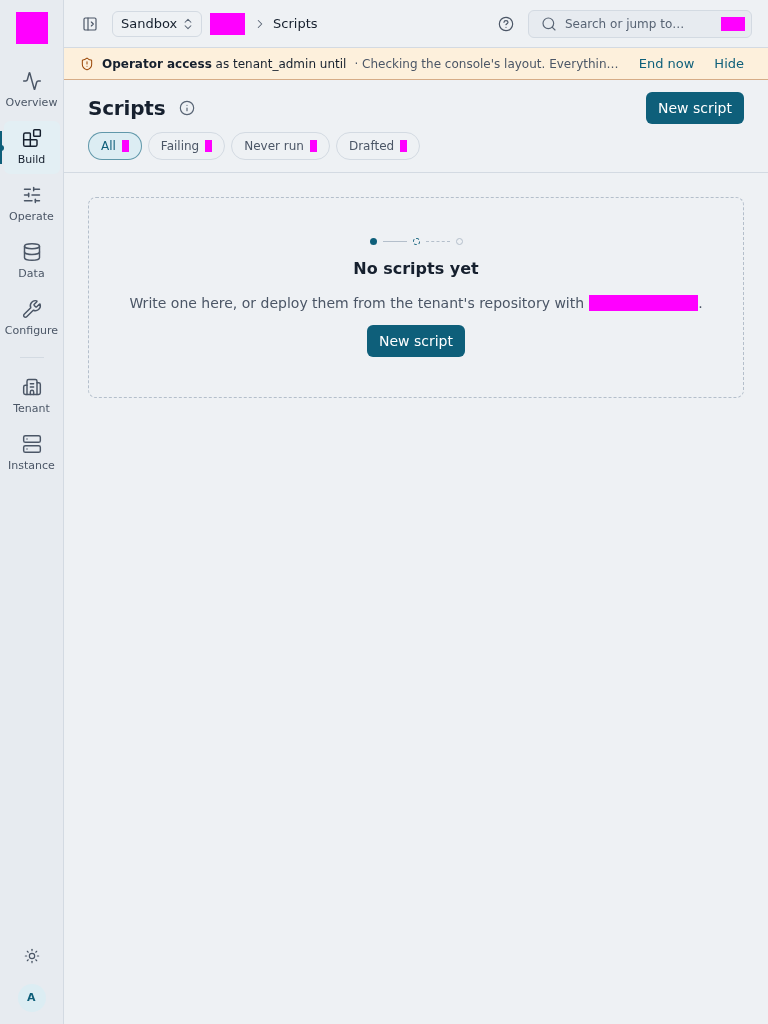 Sandbox
Scripts
Search or jump to…
Operator access as tenant_admin until · Checking the console's layout. Everythin…
End now
Hide
Overview
Build
Operate
Data
Configure
Tenant
Instance
A
Scripts
New script
All
Failing
Never run
Drafted
No scripts yet
Write one here, or deploy them from the tenant's repository with .
New script